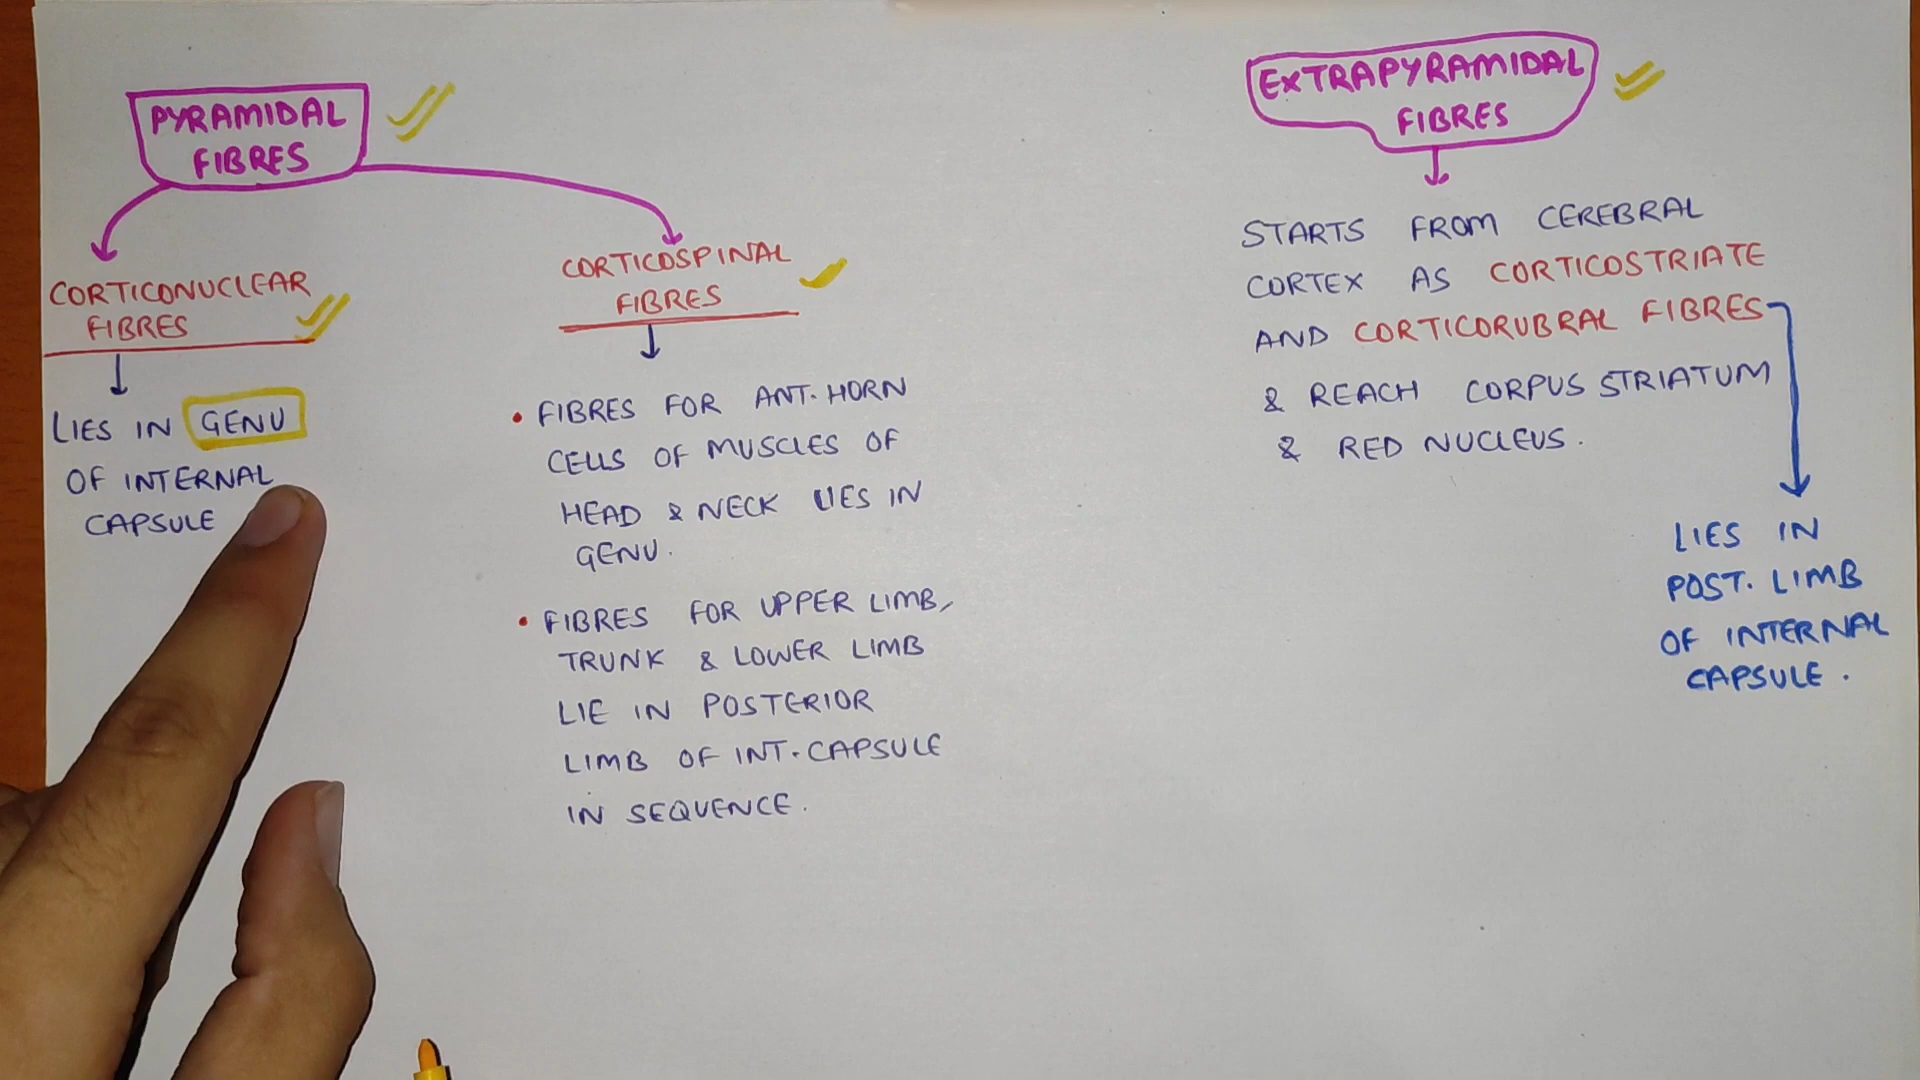 PYRAMIDAL
FIBRES
CORTICONUCLEAR
FIBRES
LIES IN GENU
OF INTERNAL
CAPSULE
CORTICOSPINAL
FIBRES
• FIBRES FOR ANT. HORN
CELLS OF MUSCLES OF
HEAD & NECK LIES IN
GENU.
• FIBRES FOR UPPER LIMB,
TRUNK & LOWER LIMB
LIE IN POSTERIOR
LIMB OF INT. CAPSULE
IN SEQUENCE.
EXTRAPYRAMIDAL
FIBRES
STARTS FROM CEREBRAL
CORTEX AS CORTICOSTRIATE
AND CORTICORUBRAL FIBRES
& REACH CORPUS STRIATUM
& RED NUCLEUS.
LIES IN
POST. LIMB
OF INTERNAL
CAPSULE.